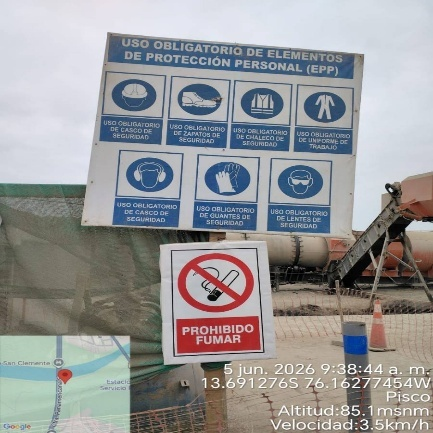 USO OBLIGATORIO DE ELEMENTOS
DE PROTECCIÓN PERSONAL (EPP)
USO OBLIGATORIO
DE CASCO DE
SEGURIDAD
USO OBLIGATORIO
DE ZAPATOS DE
SEGURIDAD
USO OBLIGATORIO
DE CHALECO DE
SEGURIDAD
USO OBLIGATORIO
DE UNIFORME DE
TRABAJO
USO OBLIGATORIO
DE CASCO DE
SEGURIDAD
USO OBLIGATORIO
DE GUANTES DE
SEGURIDAD
USO OBLIGATORIO
DE LENTES DE
SEGURIDAD
PROHIBIDO
FUMAR
San Clemente
Estacio
Servicio
Google
5 jun. 2026 9:38:44 a. m.
13.691276S 76.16277454W
Pisco
Altitud:85.1msnm
Velocidad:3.5km/h